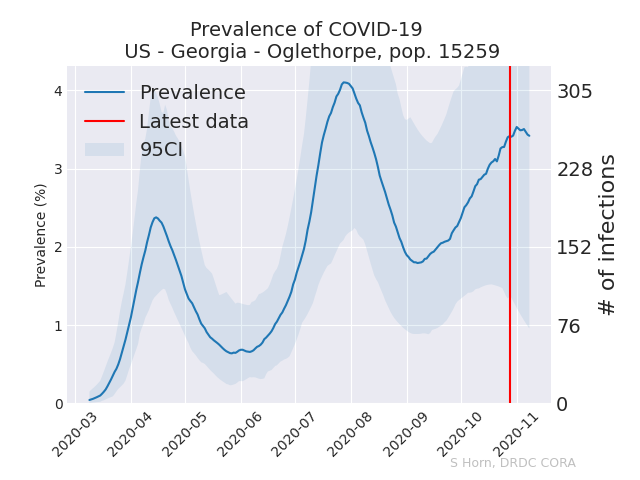 Prevalence of COVID-19
US - Georgia - Oglethorpe, pop. 15259
Prevalence
Latest data
95CI
Prevalence (%)
4
3
2
1
0
305
228
152
76
0
# of infections
2020-03
2020-04
2020-05
2020-06
2020-07
2020-08
2020-09
2020-10
2020-11
S Horn, DRDC CORA